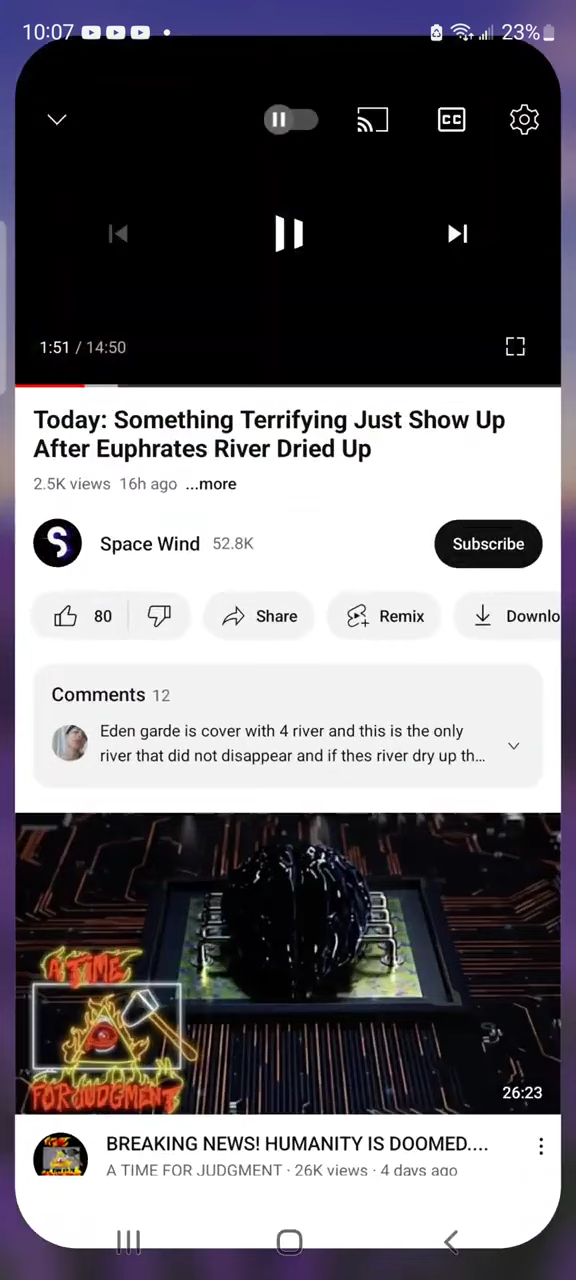 10:07
23%
CC
1:51 / 14:50
Today: Something Terrifying Just Show Up
After Euphrates River Dried Up
2.5K views 16h ago ...more
Space Wind 52.8K
Subscribe
80
Share
Remix
Downlo
Comments 12
Eden garde is cover with 4 river and this is the only
river that did not disappear and if thes river dry up th...
A TIME
FOR JUDGMENT
26:23
BREAKING NEWS! HUMANITY IS DOOMED....
A TIME FOR JUDGMENT · 26K views · 4 days ago